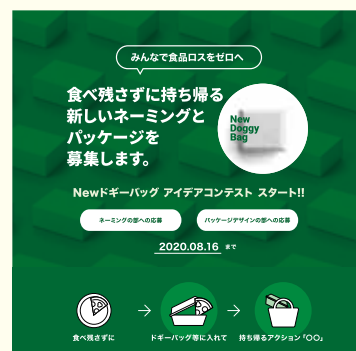 みんなで食品ロスをゼロへ
食べ残さずに持ち帰る
新しいネーミングと
パッケージを
募集します。
New
Doggy
Bag
Newドギーバッグ アイデアコンテスト スタート!!
ネーミングの部への応募
パッケージデザインの部への応募
2020.08.16 まで
食べ残さずに
ドギーバッグ等に入れて
持ち帰るアクション「〇〇」